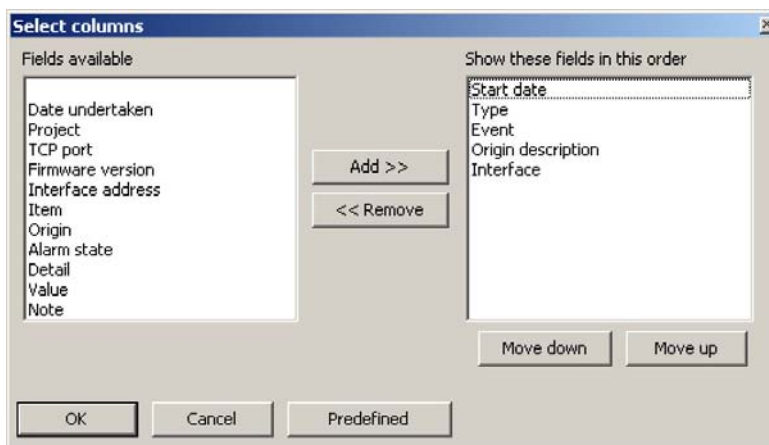 Select columns
Fields available
Date undertaken
Project
TCP port
Firmware version
Interface address
Item
Origin
Alarm state
Detail
Value
Note
Add >>
<< Remove
Show these fields in this order
Start date
Type
Event
Origin description
Interface
Move down
Move up
OK
Cancel
Predefined